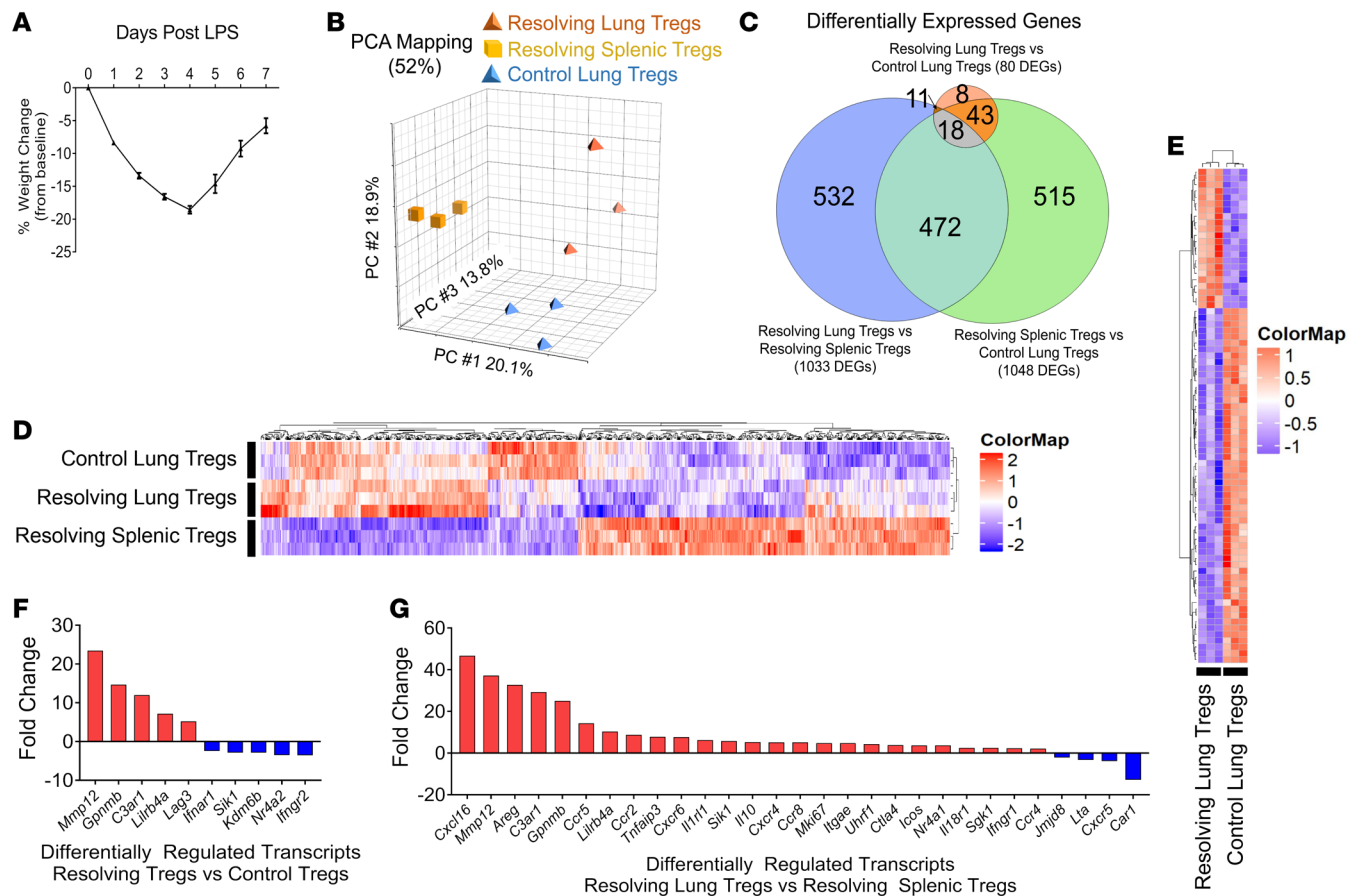 A
Days Post LPS
0 1 2 3 4 5 6 7
0
-5
-10
-15
-20
-25
% Weight Change
(from baseline)
B
PCA Mapping
(52%)
Resolving Lung Tregs
Resolving Splenic Tregs
Control Lung Tregs
PC #2 18.9%
PC #3 13.8%
PC #1 20.1%
C
Differentially Expressed Genes
Resolving Lung Tregs vs
Control Lung Tregs (80 DEGs)
11
8
43
18
532
472
515
Resolving Lung Tregs vs
Resolving Splenic Tregs
(1033 DEGs)
Resolving Splenic Tregs vs
Control Lung Tregs
(1048 DEGs)
D
Control Lung Tregs
Resolving Lung Tregs
Resolving Splenic Tregs
ColorMap
2
1
0
-1
-2
E
ColorMap
1
0.5
0
-0.5
-1
Resolving Lung Tregs
Control Lung Tregs
F
Fold Change
30
20
10
0
-10
Mmp12
Gpnmb
C3ar1
Lilrb4a
Lag3
Ifnar1
Sik1
Kdm6b
Nr4a2
Ifngr2
Differentially Regulated Transcripts
Resolving Tregs vs Control Tregs
G
Fold Change
60
40
20
0
-20
Cxcl16
Mmp12
Areg
C3ar1
Gpnmb
Ccr5
Lilrb4a
Ccr2
Tnfaip3
Cxcr6
Il1rl1
Sik1
Il10
Cxcr4
Ccr8
Mki67
Itgae
Uhrf1
Ctla4
Icos
Nr4a1
Il18r1
Sgk1
Ifngr1
Ccr4
Jmjd8
Lta
Cxcr5
Car1
Differentially Regulated Transcripts
Resolving Lung Tregs vs Resolving Splenic Tregs